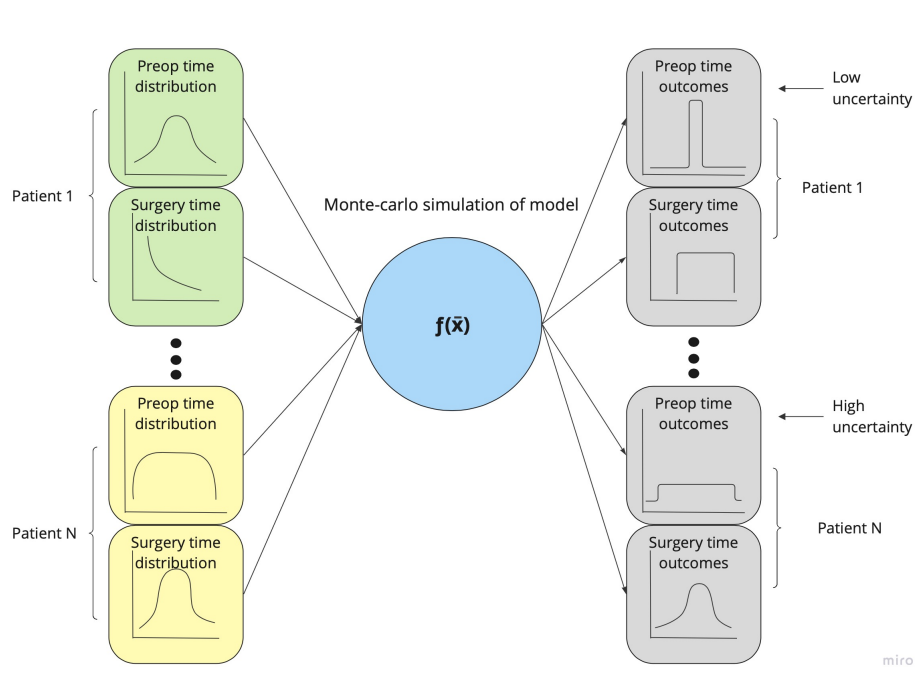 Preop time
distribution
Patient 1
Surgery time
distribution
Preop time
distribution
Patient N
Surgery time
distribution
Monte-carlo simulation of model
ƒ(x̄)
Preop time
outcomes
Low
uncertainty
Patient 1
Surgery time
outcomes
Preop time
outcomes
High
uncertainty
Patient N
Surgery time
outcomes
miro